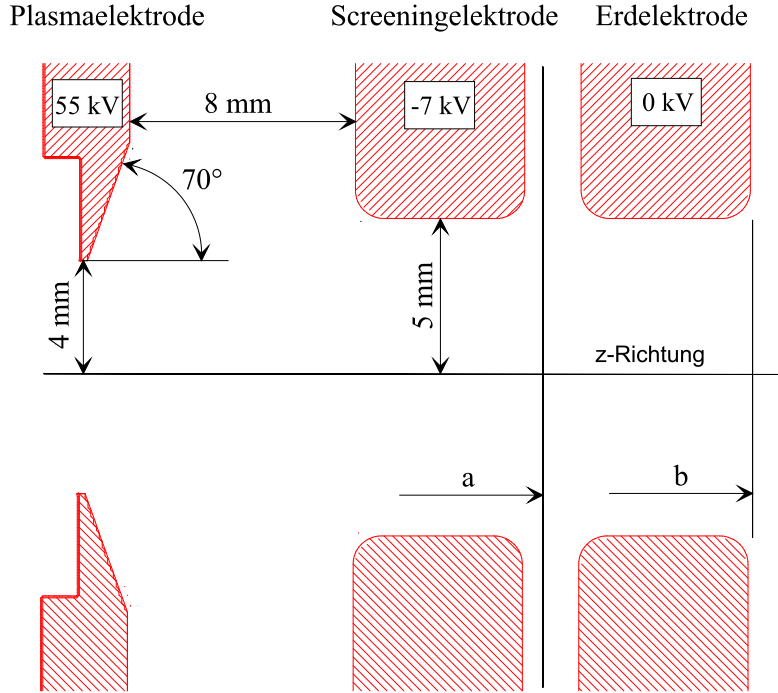 Plasmaelektrode
Screeningelektrode
Erdelektrode
55 kV
8 mm
-7 kV
0 kV
70°
4 mm
5 mm
z-Richtung
a
b